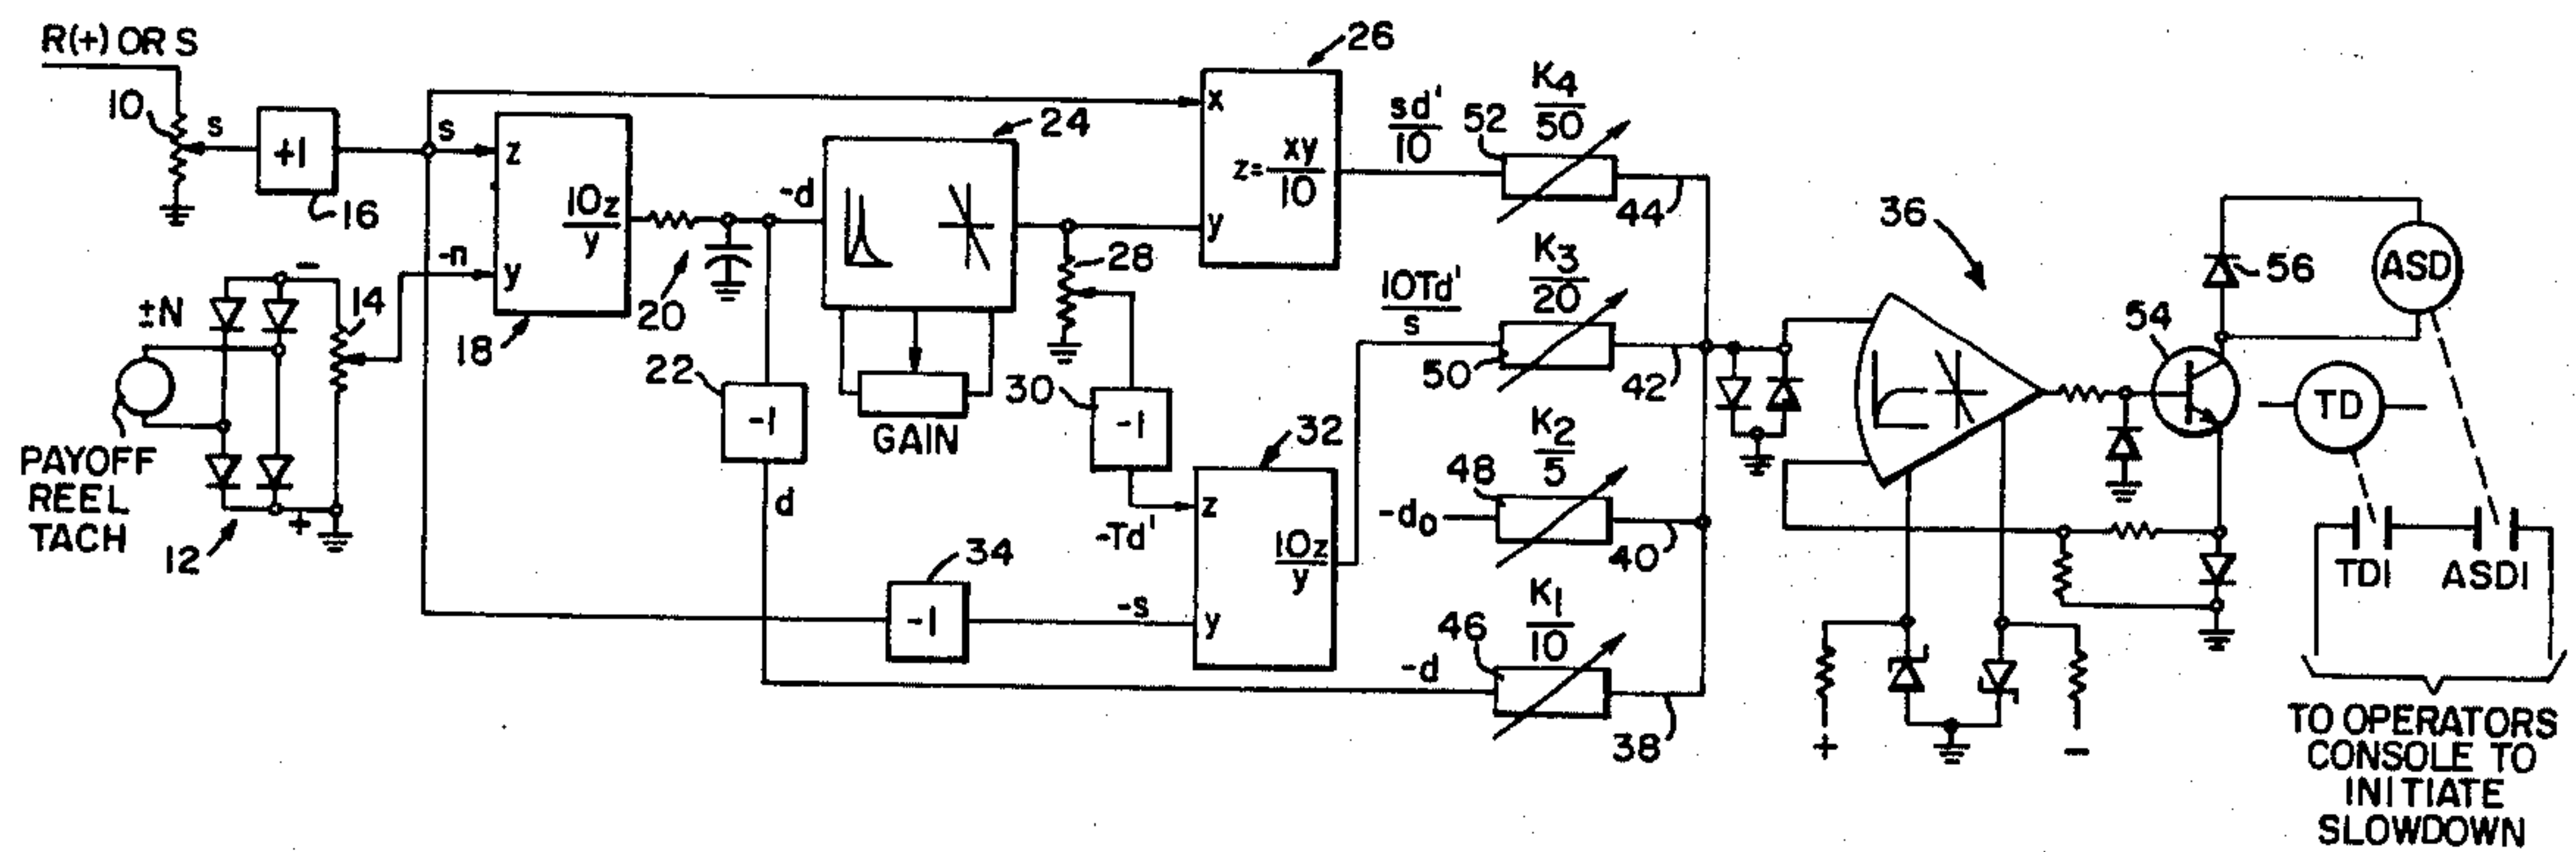 R(+) OR S
10
s
+1
16
s
±N
PAYOFF
REEL
TACH
12
-
+
14
-n
z
y
10z
y
18
20
22
-1
d
-d
24
GAIN
28
30
-1
-Td'
34
-1
-s
26
x
y
z=
xy
10
32
z
y
10z
y
sd'
10
52
K4
50
44
10Td'
s
50
K3
20
42
-d0
48
K2
5
40
-d
46
K1
10
38
36
+
-
54
56
ASD
TD
TD1
ASD1
TO OPERATORS
CONSOLE TO
INITIATE
SLOWDOWN